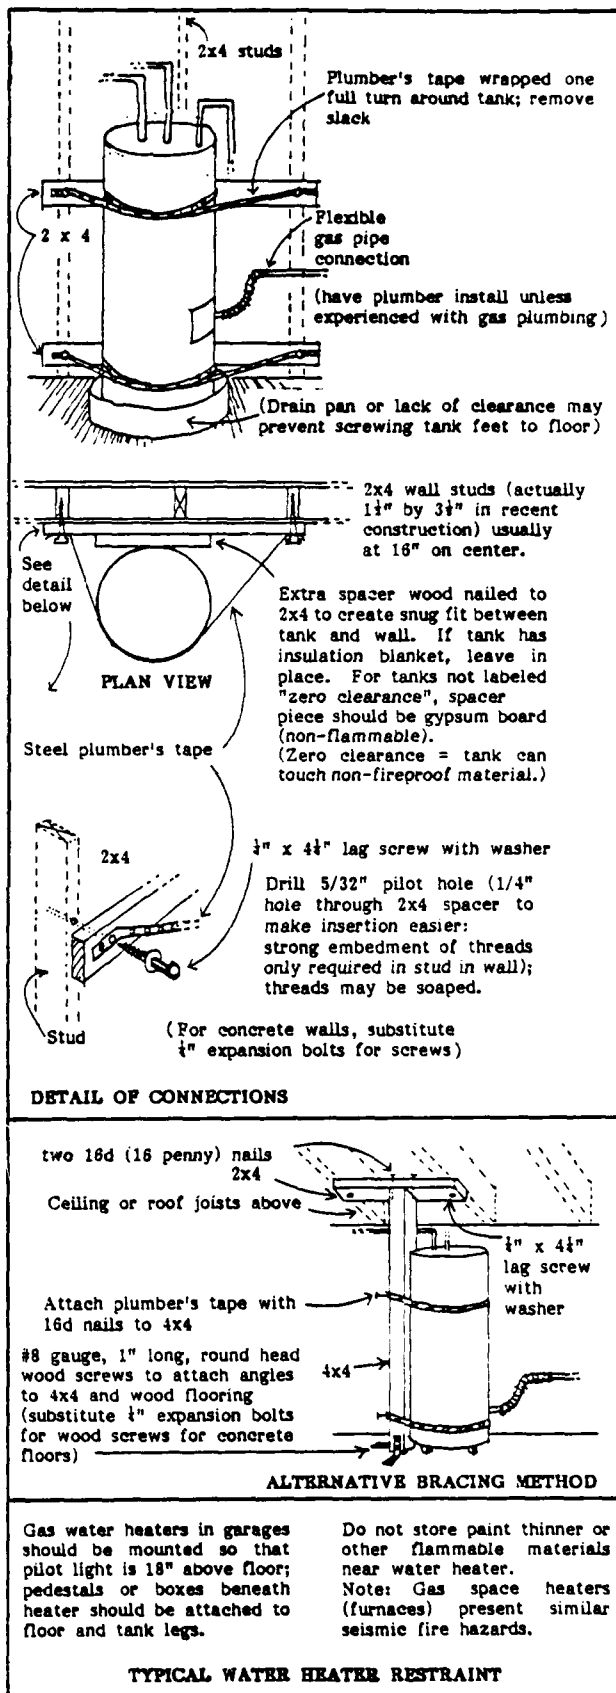 2x4 studs
Plumber's tape wrapped one
full turn around tank; remove
slack
2 x 4
Flexible
gas pipe
connection
(have plumber install unless
experienced with gas plumbing)
(Drain pan or lack of clearance may
prevent screwing tank feet to floor)
2x4 wall studs (actually
1½" by 3½" in recent
construction) usually
at 16" on center.
See
detail
below
Extra spacer wood nailed to
2x4 to create snug fit between
tank and wall. If tank has
insulation blanket, leave in
place. For tanks not labeled
"zero clearance", spacer
piece should be gypsum board
(non-flammable).
(Zero clearance = tank can
touch non-fireproof material.)
PLAN VIEW
Steel plumber's tape
2x4
¼" x 4¼" lag screw with washer
Drill 5/32" pilot hole (1/4"
hole through 2x4 spacer to
make insertion easier:
strong embedment of threads
only required in stud in wall);
threads may be soaped.
Stud
(For concrete walls, substitute
¼" expansion bolts for screws)
DETAIL OF CONNECTIONS
two 16d (16 penny) nails
2x4
Ceiling or roof joists above
¼" x 4¼"
lag screw
with
washer
Attach plumber's tape with
16d nails to 4x4
#8 gauge, 1" long, round head
wood screws to attach angles
to 4x4 and wood flooring
(substitute ¼" expansion bolts
for wood screws for concrete
floors)
4x4
ALTERNATIVE BRACING METHOD
Gas water heaters in garages
should be mounted so that
pilot light is 18" above floor;
pedestals or boxes beneath
heater should be attached to
floor and tank legs.
Do not store paint thinner or
other flammable materials
near water heater.
Note: Gas space heaters
(furnaces) present similar
seismic fire hazards.
TYPICAL WATER HEATER RESTRAINT